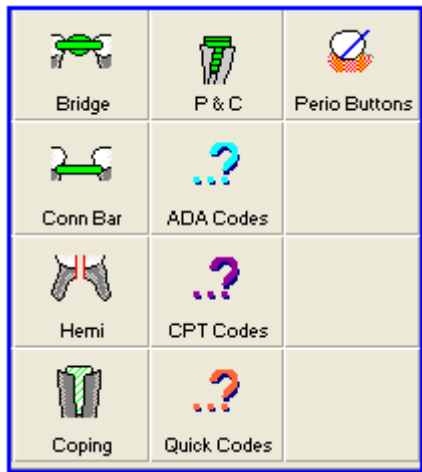 Bridge
P & C
Perio Buttons
Conn Bar
ADA Codes
Hemi
CPT Codes
Coping
Quick Codes